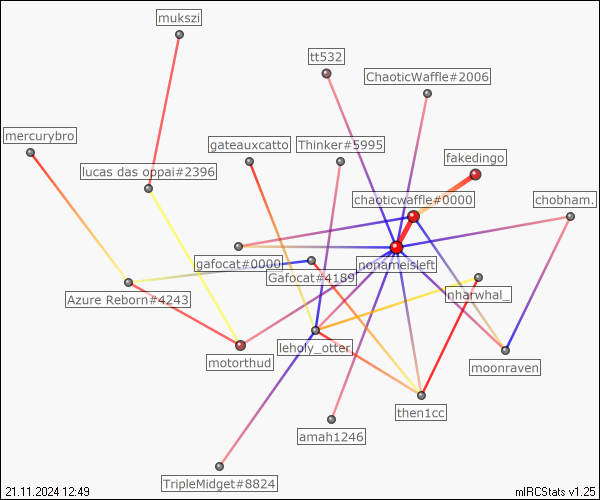 mukszi
tt532
ChaoticWaffle#2006
mercurybro
gateauxcatto
Thinker#5995
fakedingo
lucas das oppai#2396
chaoticwaffle#0000
chobham.
gafocat#0000
nonameisleft
Gafocat#4189
Azure Reborn#4243
nharwhal_
motorthud
leholy_otter
moonraven
then1cc
amah1246
TripleMidget#8824
21.11.2024 12:49
mIRCStats v1.25